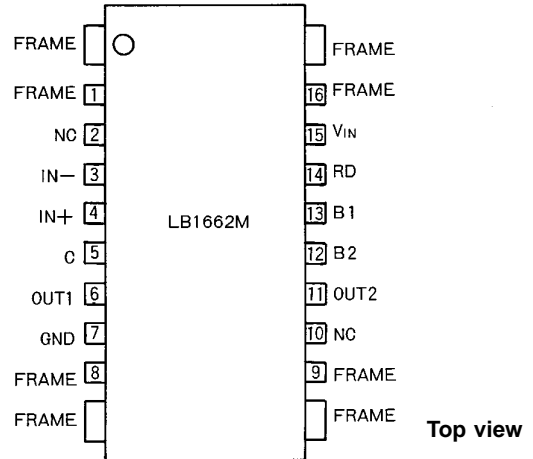 FRAME
FRAME
FRAME 1
16 FRAME
NC 2
15 VIN
IN− 3
14 RD
IN+ 4
13 B1
LB1662M
C 5
12 B2
OUT1 6
11 OUT2
GND 7
10 NC
FRAME 8
9 FRAME
FRAME
FRAME
Top view